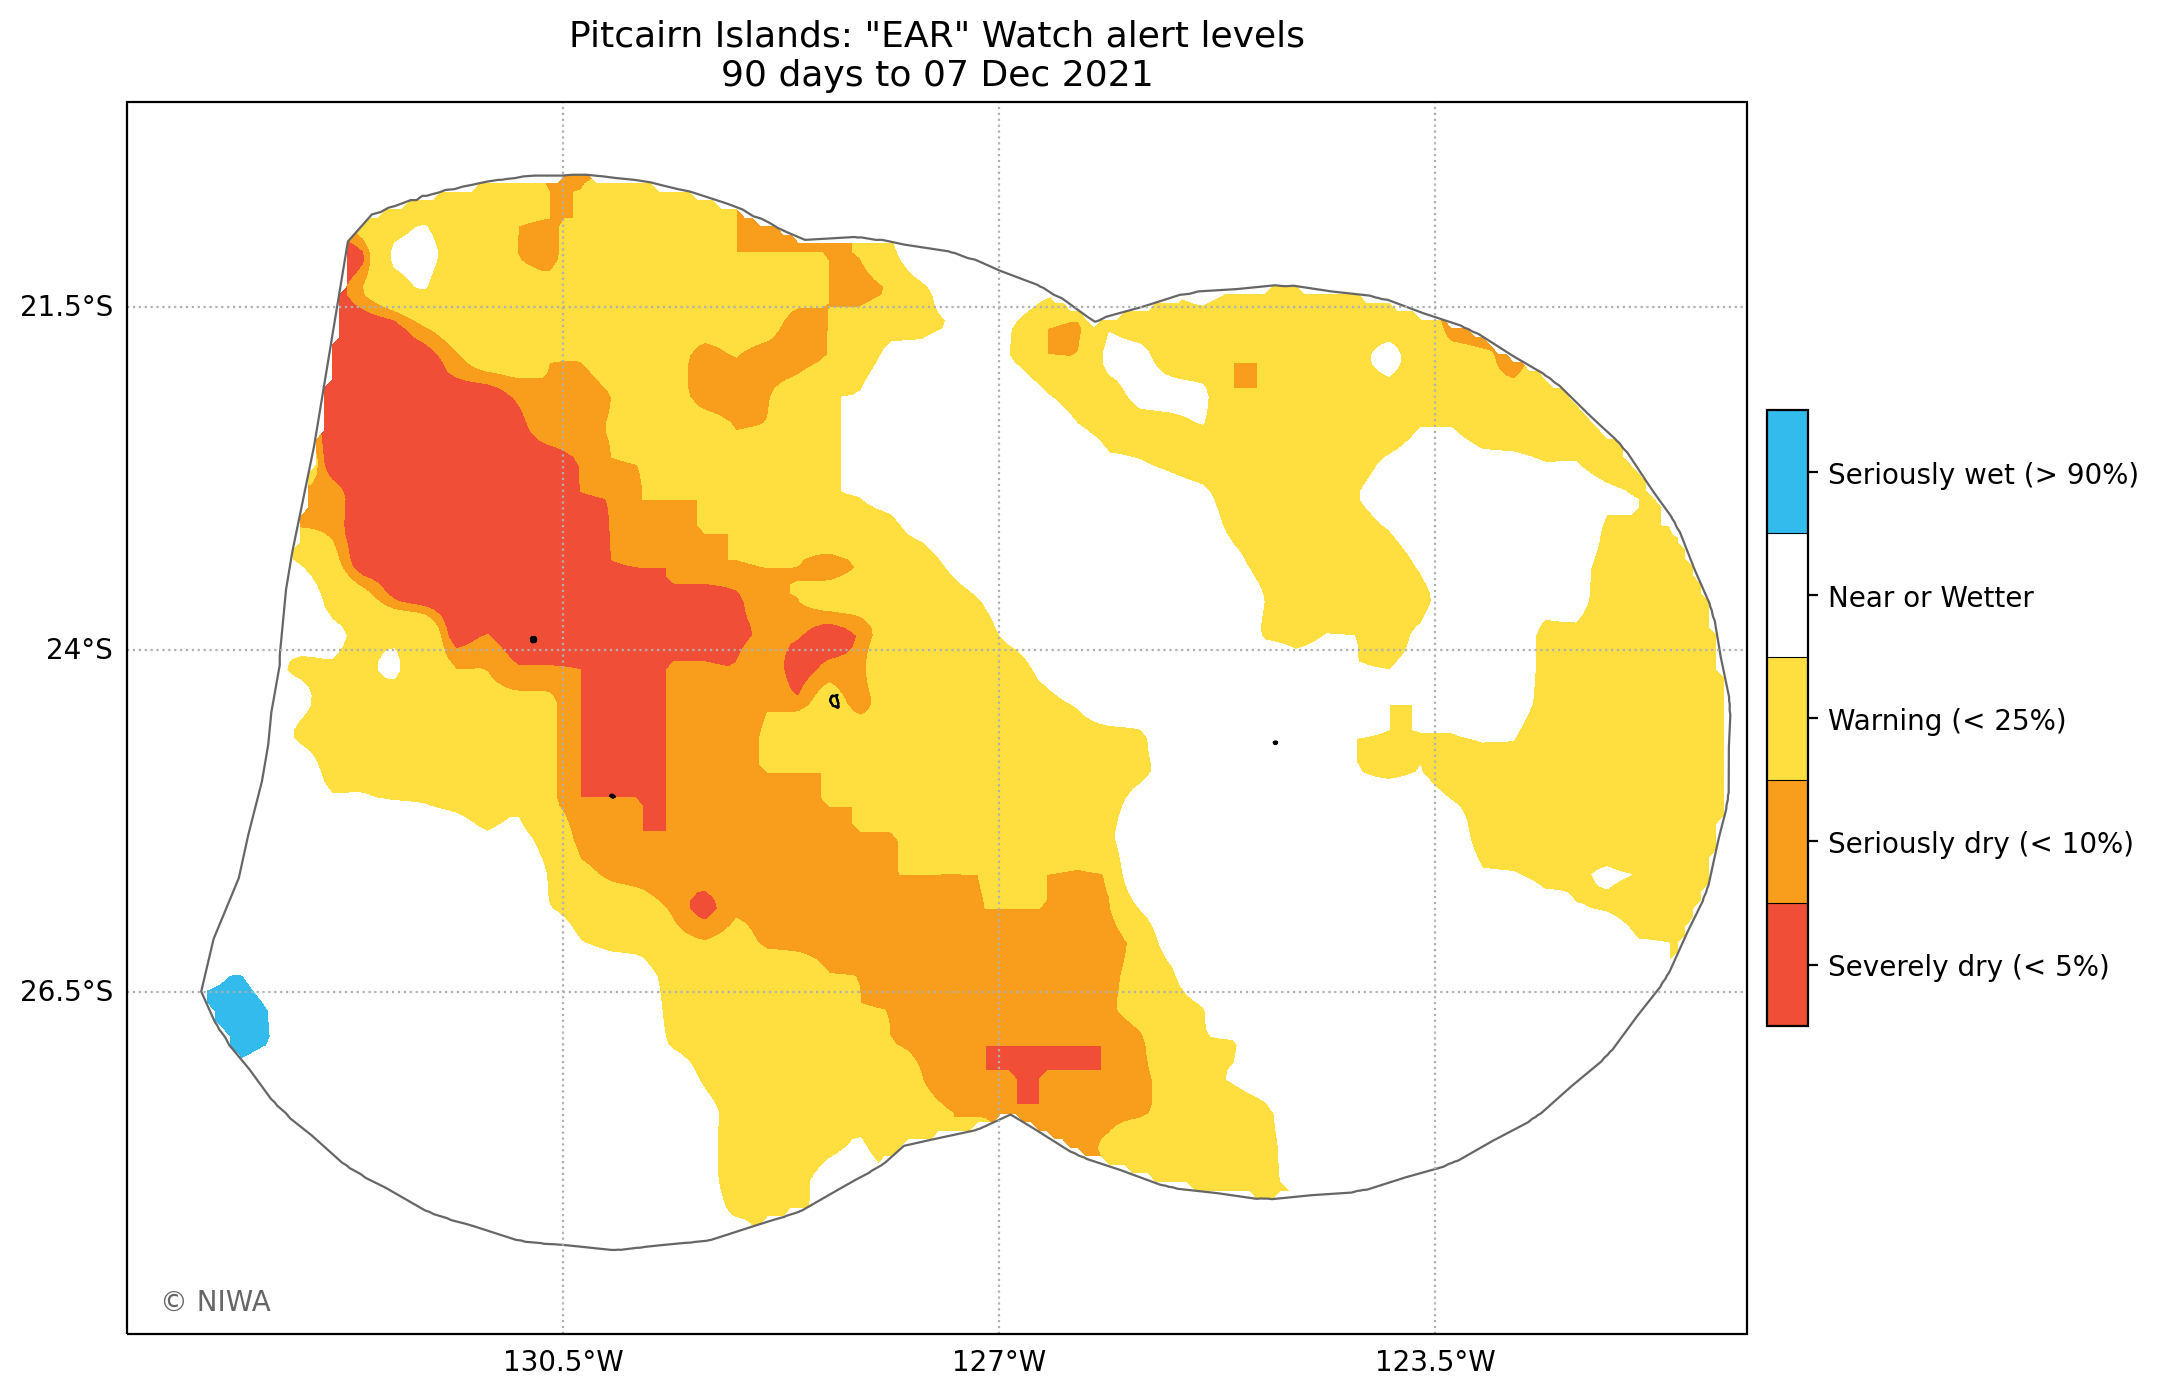 Pitcairn Islands: "EAR" Watch alert levels
90 days to 07 Dec 2021
21.5°S
24°S
26.5°S
130.5°W
127°W
123.5°W
Seriously wet (> 90%)
Near or Wetter
Warning (< 25%)
Seriously dry (< 10%)
Severely dry (< 5%)
© NIWA